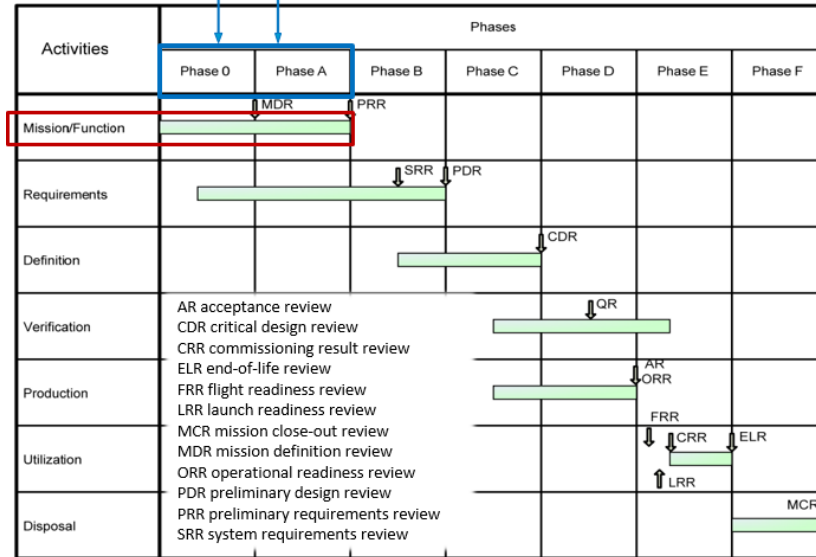 Activities
Phases
Phase 0 Phase A Phase B Phase C Phase D Phase E Phase F
MDR PRR
Mission/Function
SRR PDR
Requirements
CDR
Definition
QR
Verification
AR
ORR
Production
FRR
CRR ELR
Utilization
LRR
MCR
Disposal
AR acceptance review
CDR critical design review
CRR commissioning result review
ELR end-of-life review
FRR flight readiness review
LRR launch readiness review
MCR mission close-out review
MDR mission definition review
ORR operational readiness review
PDR preliminary design review
PRR preliminary requirements review
SRR system requirements review